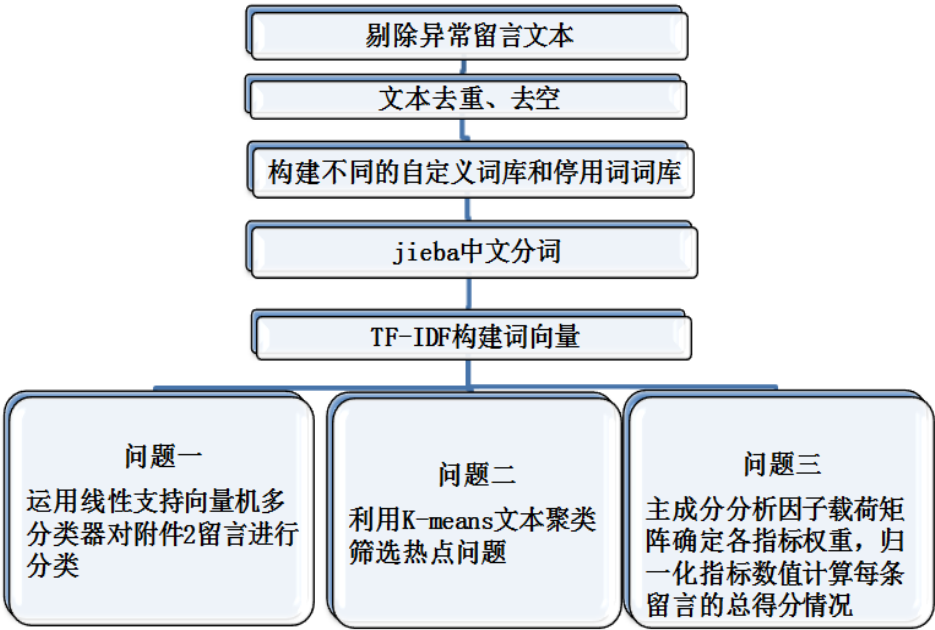 剔除异常留言文本
文本去重、去空
构建不同的自定义词库和停用词词库
jieba中文分词
TF-IDF构建词向量
问题一
运用线性支持向量机多
分类器对附件2留言进行
分类
问题二
利用K-means文本聚类
筛选热点问题
问题三
主成分分析因子载荷矩
阵确定各指标权重，归
一化指标数值计算每条
留言的总得分情况